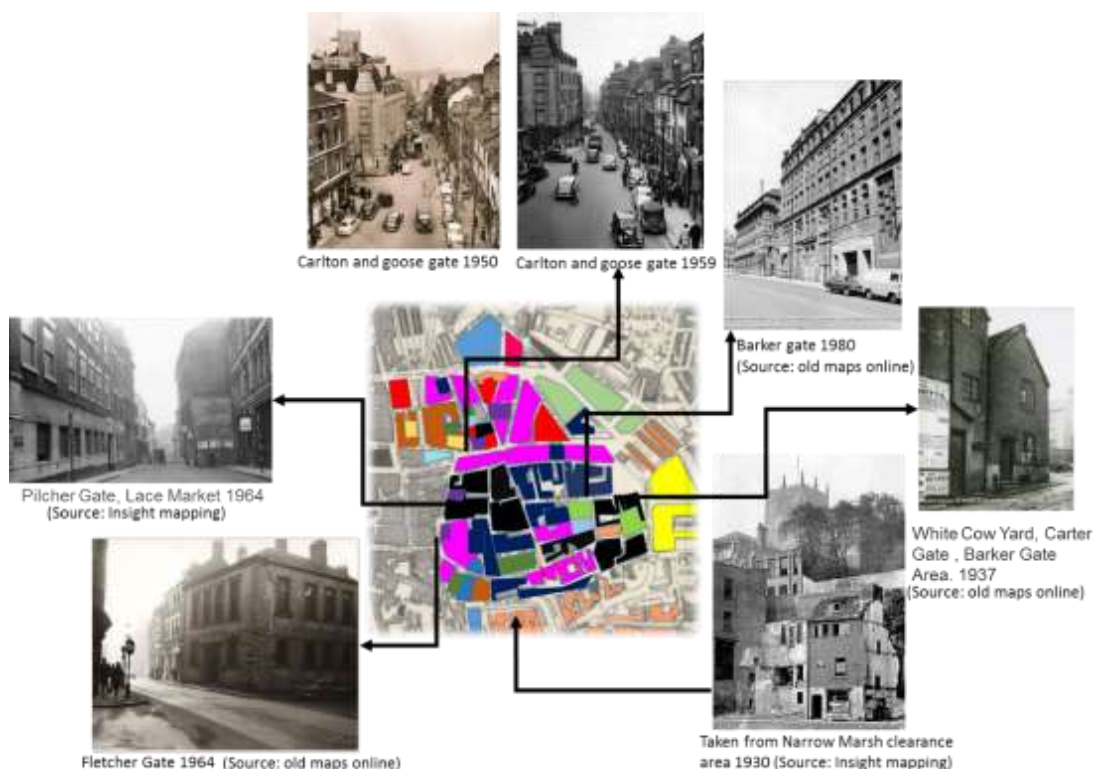 Carlton and goose gate 1950
Carlton and goose gate 1959
Barker gate 1980
(Source: old maps online)
Pilcher Gate, Lace Market 1964
(Source: Insight mapping)
White Cow Yard, Carter
Gate , Barker Gate
Area. 1937
(Source: old maps online)
Fletcher Gate 1964 (Source: old maps online)
Taken from Narrow Marsh clearance
area 1930 (Source: Insight mapping)